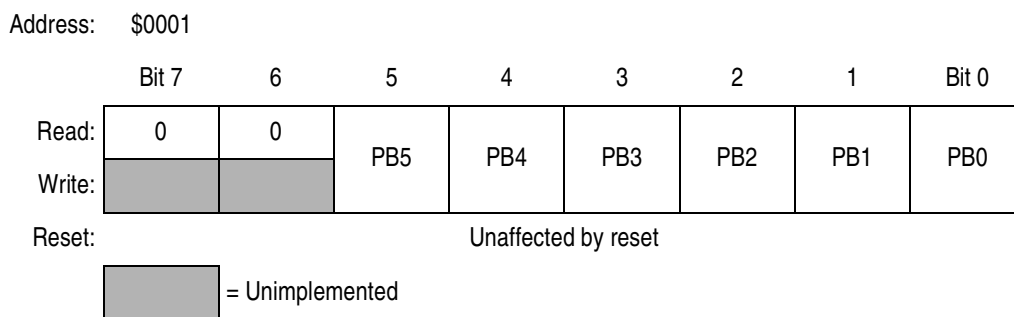 Address: $0001
Bit 7 6 5 4 3 2 1 Bit 0
Read: 0 0 PB5 PB4 PB3 PB2 PB1 PB0
Write:
Reset: Unaffected by reset
= Unimplemented